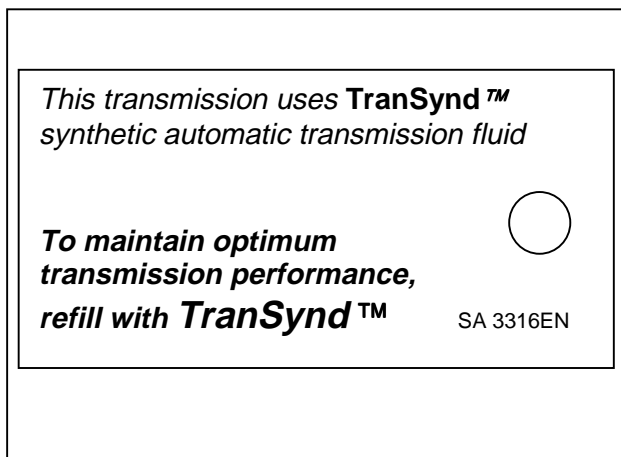 This transmission uses TranSynd™
synthetic automatic transmission fluid
To maintain optimum
transmission performance,
refill with TranSynd™
SA 3316EN